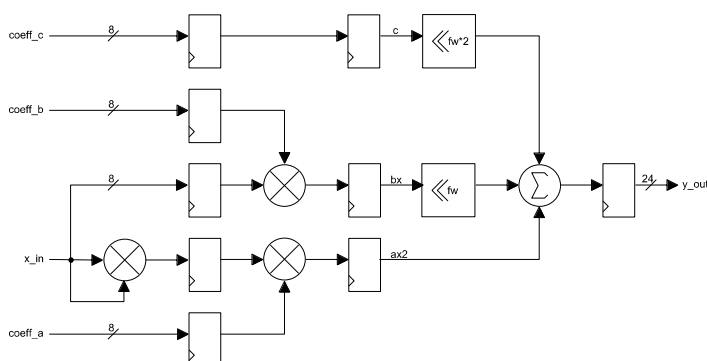 coeff_c 8 c fw*2
coeff_b 8
8 bx fw Σ 24 y_out
x_in ax2
coeff_a 8